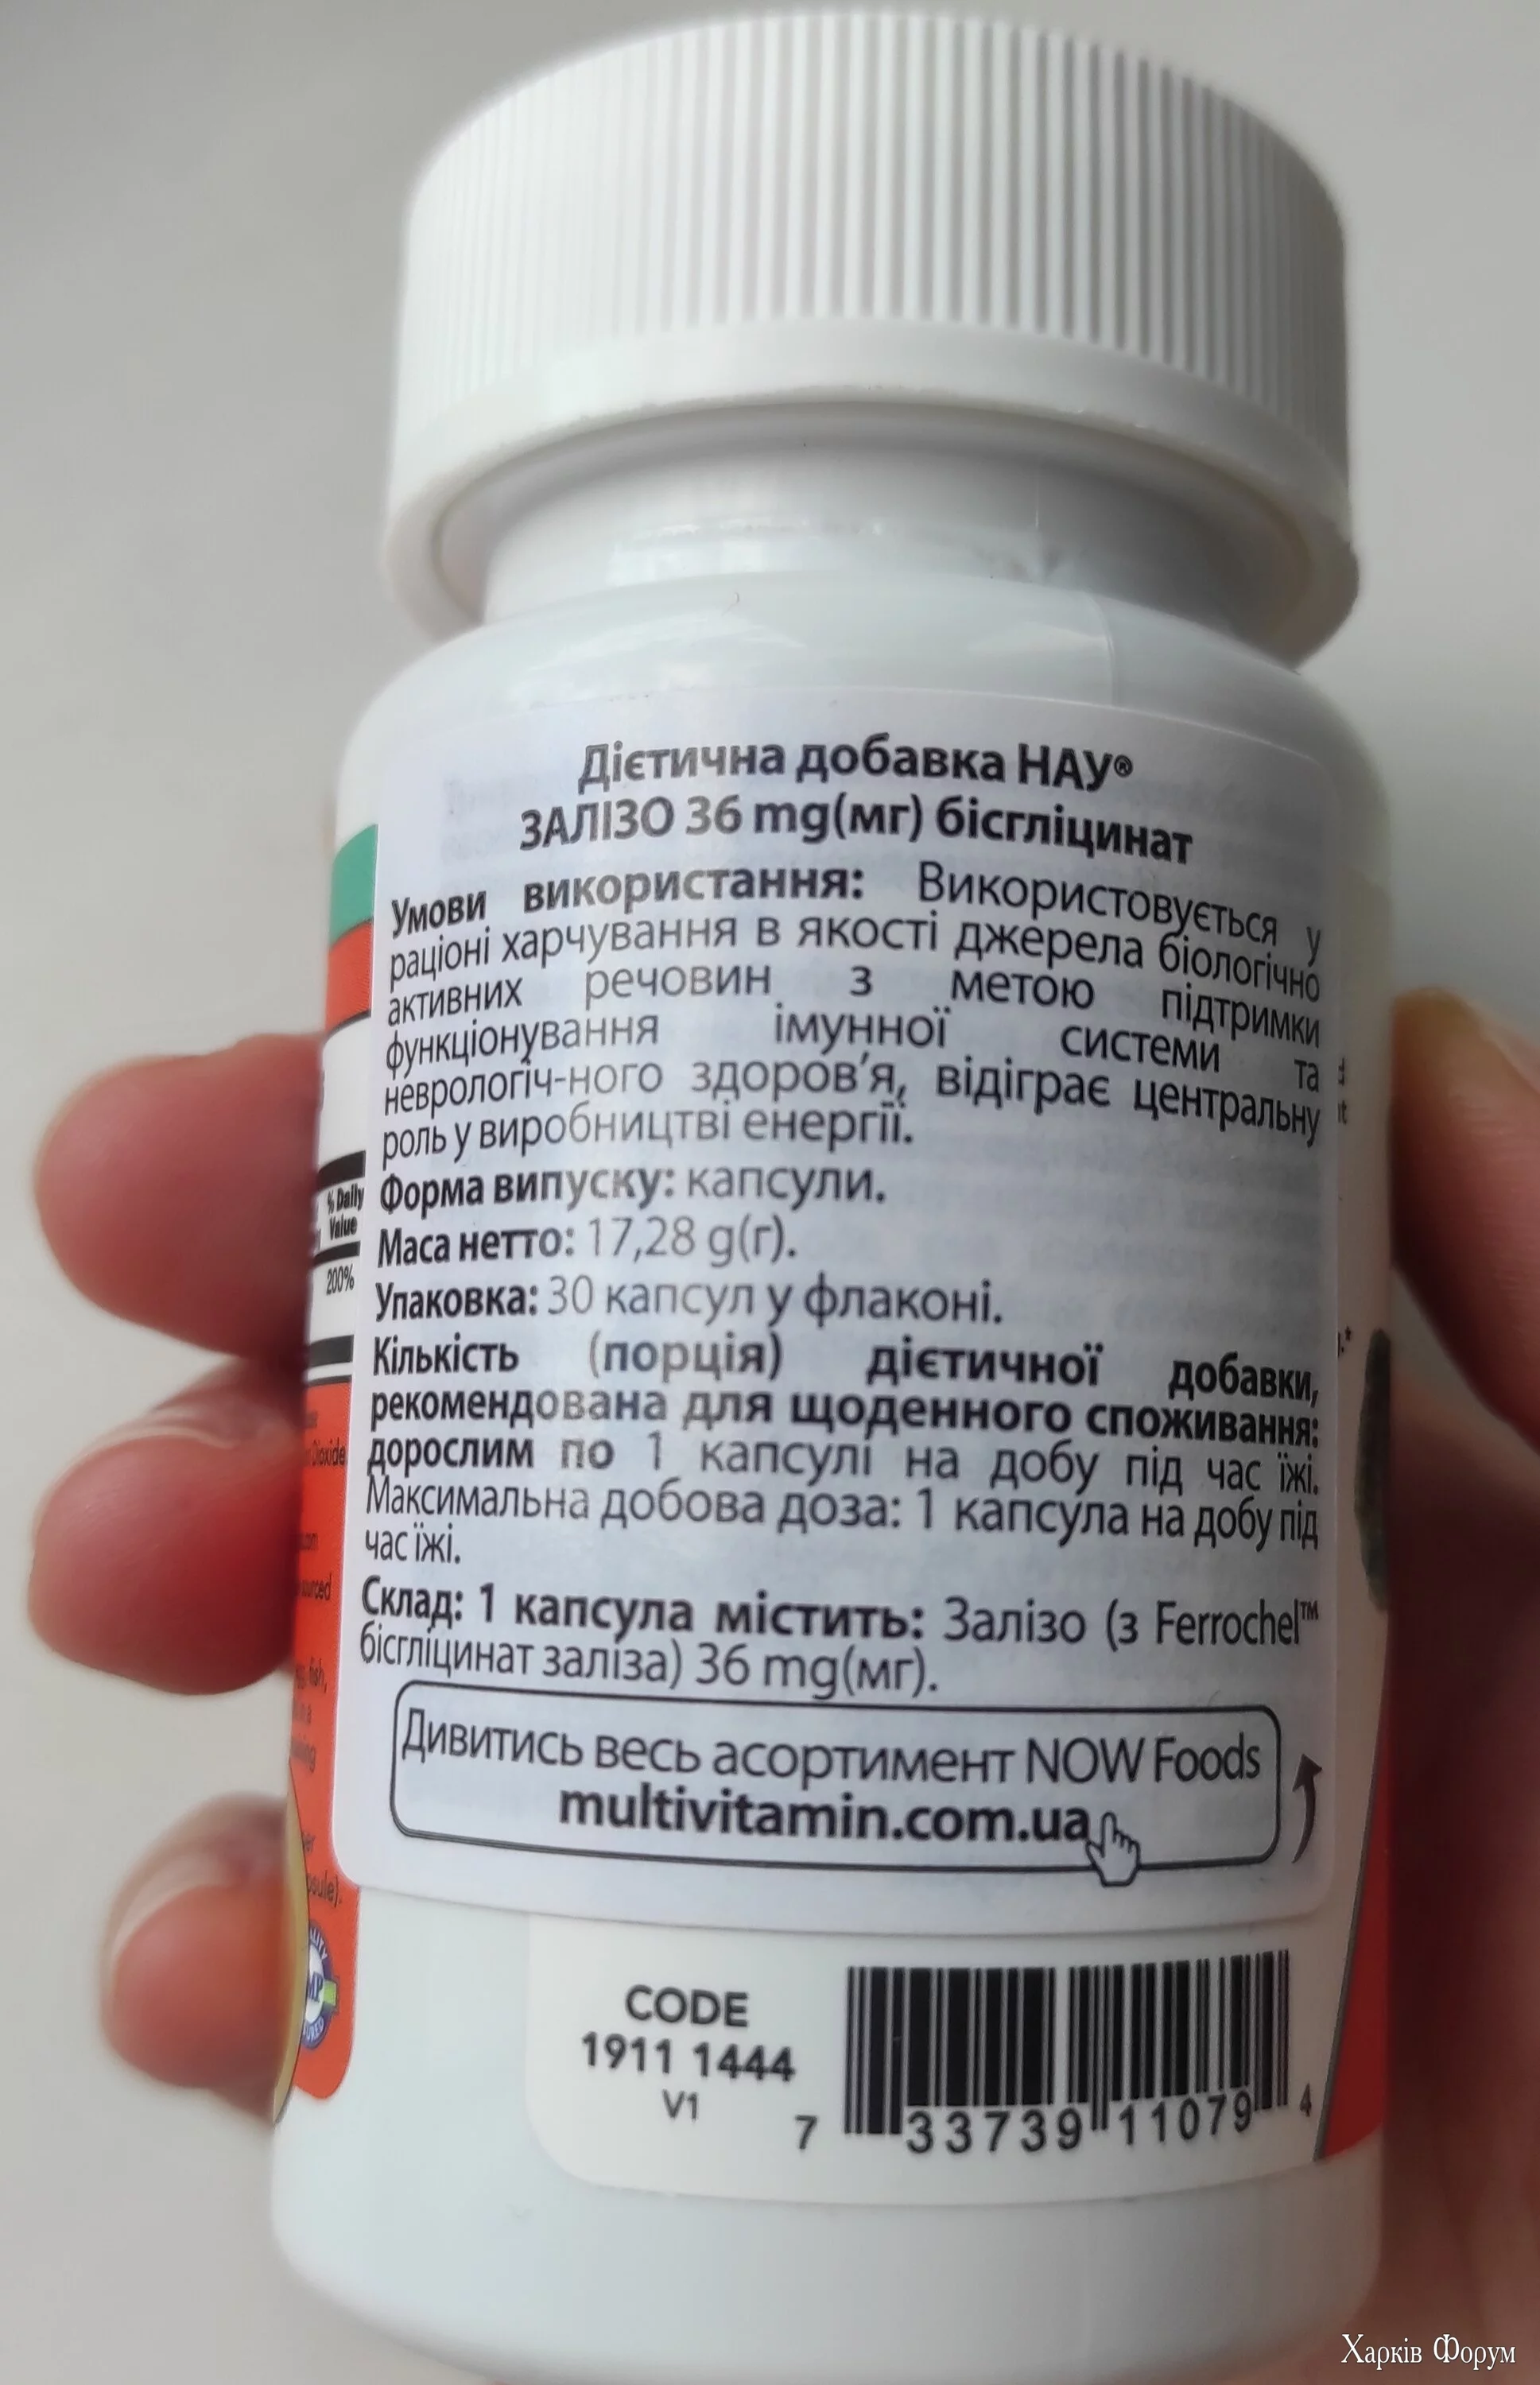 Дієтична добавка НАУ®
ЗАЛІЗО 36 mg(мг) бісгліцинат
Умови використання: Використовується у
раціоні харчування в якості джерела біологічно
активних речовин з метою підтримки
функціонування імунної системи та
неврологіч-ного здоров'я, відіграє центральну
роль у виробництві енергії.
Форма випуску: капсули.
Маса нетто: 17,28 g(г).
Упаковка: 30 капсул у флаконі.
Кількість (порція) дієтичної добавки,
рекомендована для щоденного споживання:
дорослим по 1 капсулі на добу під час їжі.
Максимальна добова доза: 1 капсула на добу під
час їжі.
Склад: 1 капсула містить: Залізо (з Ferrochel™
бісгліцинат заліза) 36 mg(мг).
Дивитись весь асортимент NOW Foods
multivitamin.com.ua
CODE
1911 1444
V1
7 33739 11079 4
% Daily
Value
200%
Dioxide
fish,
Харків Форум